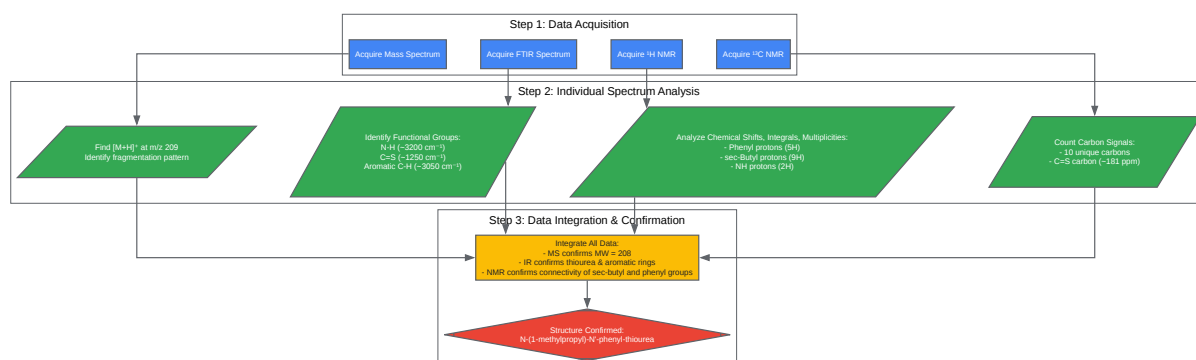 Step 1: Data Acquisition
Acquire Mass Spectrum
Acquire FTIR Spectrum
Acquire ¹H NMR
Acquire ¹³C NMR
Step 2: Individual Spectrum Analysis
Find [M+H]⁺ at m/z 209
Identify fragmentation pattern
Identify Functional Groups:
N-H (~3200 cm⁻¹)
C=S (~1250 cm⁻¹)
Aromatic C-H (~3050 cm⁻¹)
Analyze Chemical Shifts, Integrals, Multiplicities:
- Phenyl protons (5H)
- sec-Butyl protons (9H)
- NH protons (2H)
Count Carbon Signals:
- 10 unique carbons
- C=S carbon (~181 ppm)
Step 3: Data Integration & Confirmation
Integrate All Data:
- MS confirms MW = 208
- IR confirms thiourea & aromatic rings
- NMR confirms connectivity of sec-butyl and phenyl groups
Structure Confirmed:
N-(1-methylpropyl)-N'-phenyl-thiourea